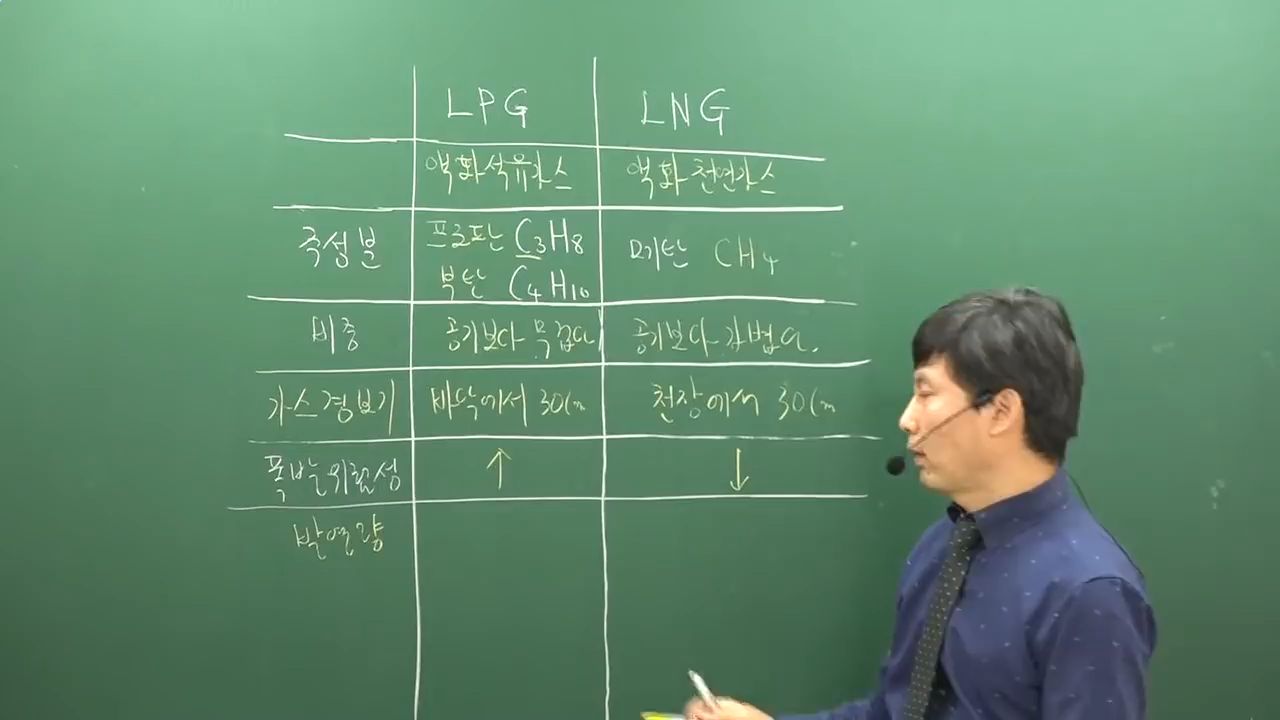 LPG LNG
액화석유가스 액화천연가스
주성분 프로판 C3H8 메탄 CH4
부탄 C4H10
비중 공기보다 무겁다 공기보다 가볍다.
가스경보기 바닥에서 30cm 천장에서 30cm
폭발위험성 ↑ ↓
발열량